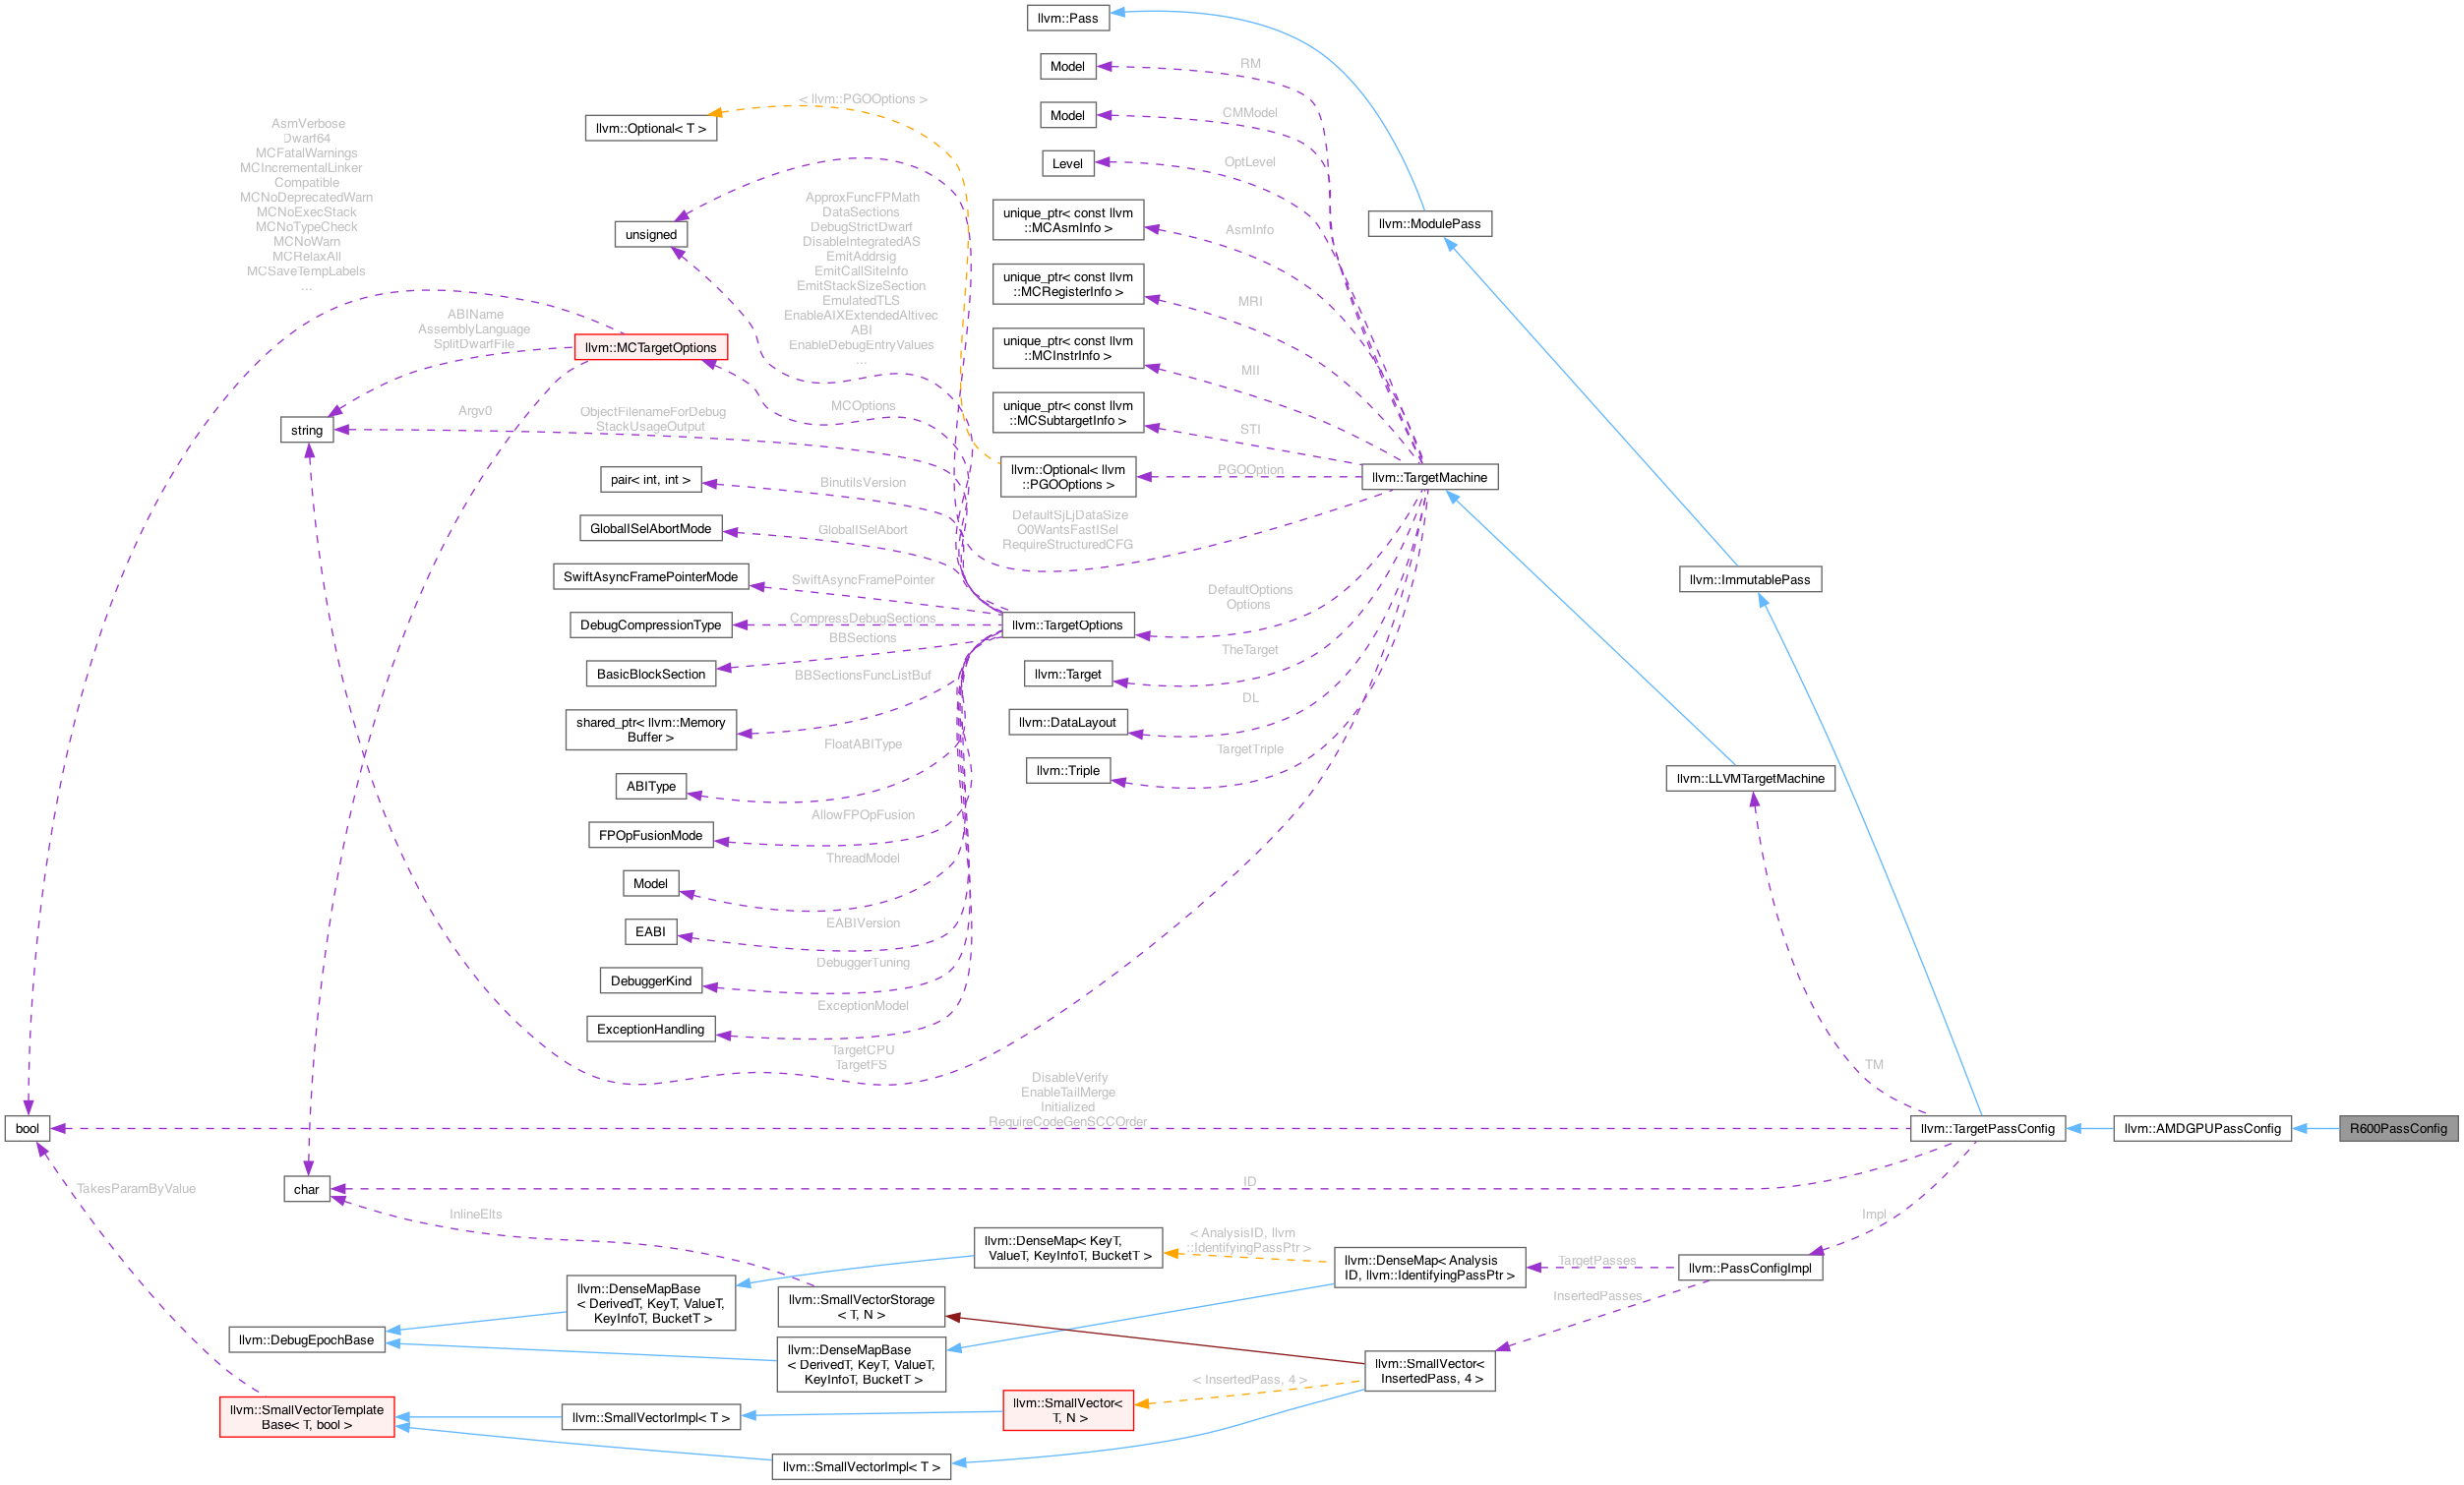 llvm::Pass
Model
RM
llvm::Optional< T >
< llvm::PGOOptions >
Model
CMModel
AsmVerbose
Dwarf64
MCFatalWarnings
MCIncrementalLinker
Compatible
MCNoDeprecatedWarn
MCNoExecStack
MCNoTypeCheck
MCNoWarn
MCRelaxAll
MCSaveTempLabels
...
Level
OptLevel
unsigned
ApproxFuncFPMath
DataSections
DebugStrictDwarf
DisableIntegratedAS
EmitAddrsig
EmitCallSiteInfo
EmitStackSizeSection
EmulatedTLS
EnableAIXExtendedAltivec
ABI
EnableDebugEntryValues
...
unique_ptr< const llvm
::MCAsmInfo >
AsmInfo
llvm::ModulePass
unique_ptr< const llvm
::MCRegisterInfo >
MRI
ABIName
AssemblyLanguage
SplitDwarfFile
llvm::MCTargetOptions
unique_ptr< const llvm
::MCInstrInfo >
MII
string
Argv0
ObjectFilenameForDebug
StackUsageOutput
MCOptions
unique_ptr< const llvm
::MCSubtargetInfo >
STI
pair< int, int >
BinutilsVersion
llvm::Optional< llvm
::PGOOptions >
PGOOption
llvm::TargetMachine
GlobalISelAbortMode
GlobalISelAbort
DefaultSjLjDataSize
O0WantsFastISel
RequireStructuredCFG
SwiftAsyncFramePointerMode
SwiftAsyncFramePointer
DefaultOptions
Options
llvm::ImmutablePass
DebugCompressionType
CompressDebugSections
llvm::TargetOptions
BasicBlockSection
BBSections
BBSectionsFuncListBuf
llvm::Target
TheTarget
shared_ptr< llvm::Memory
Buffer >
llvm::DataLayout
DL
ABIType
FloatABIType
llvm::Triple
TargetTriple
llvm::LLVMTargetMachine
FPOpFusionMode
AllowFPOpFusion
Model
ThreadModel
EABI
EABIVersion
DebuggerKind
DebuggerTuning
ExceptionHandling
ExceptionModel
TargetCPU
TargetFS
TM
bool
DisableVerify
EnableTailMerge
Initialized
RequireCodeGenSCCOrder
llvm::TargetPassConfig
llvm::AMDGPUPassConfig
R600PassConfig
TakesParamByValue
char
ID
InlineElts
Impl
llvm::DenseMap< KeyT,
ValueT, KeyInfoT, BucketT >
< AnalysisID, llvm
::IdentifyingPassPtr >
llvm::DenseMap< Analysis
ID, llvm::IdentifyingPassPtr >
TargetPasses
llvm::PassConfigImpl
llvm::DenseMapBase
< DerivedT, KeyT, ValueT,
KeyInfoT, BucketT >
llvm::SmallVectorStorage
< T, N >
InsertedPasses
llvm::DebugEpochBase
llvm::DenseMapBase
< DerivedT, KeyT, ValueT,
KeyInfoT, BucketT >
llvm::SmallVector<
InsertedPass, 4 >
llvm::SmallVectorTemplate
Base< T, bool >
llvm::SmallVectorImpl< T >
llvm::SmallVector<
T, N >
< InsertedPass, 4 >
llvm::SmallVectorImpl< T >